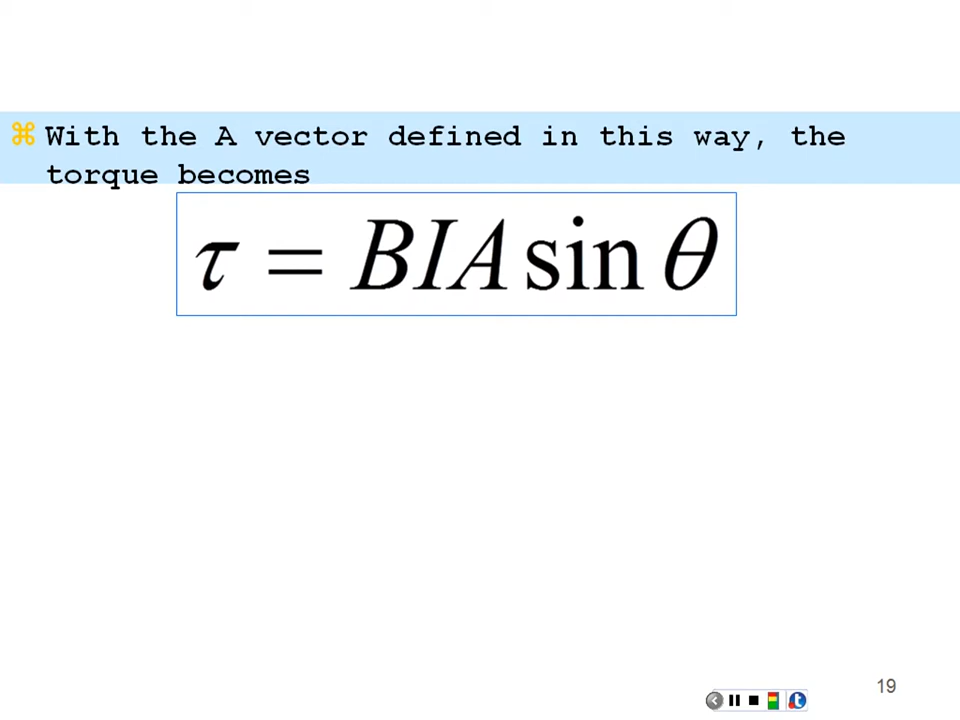 ⌘ With the A vector defined in this way, the
torque becomes
τ = BIA sin θ
19